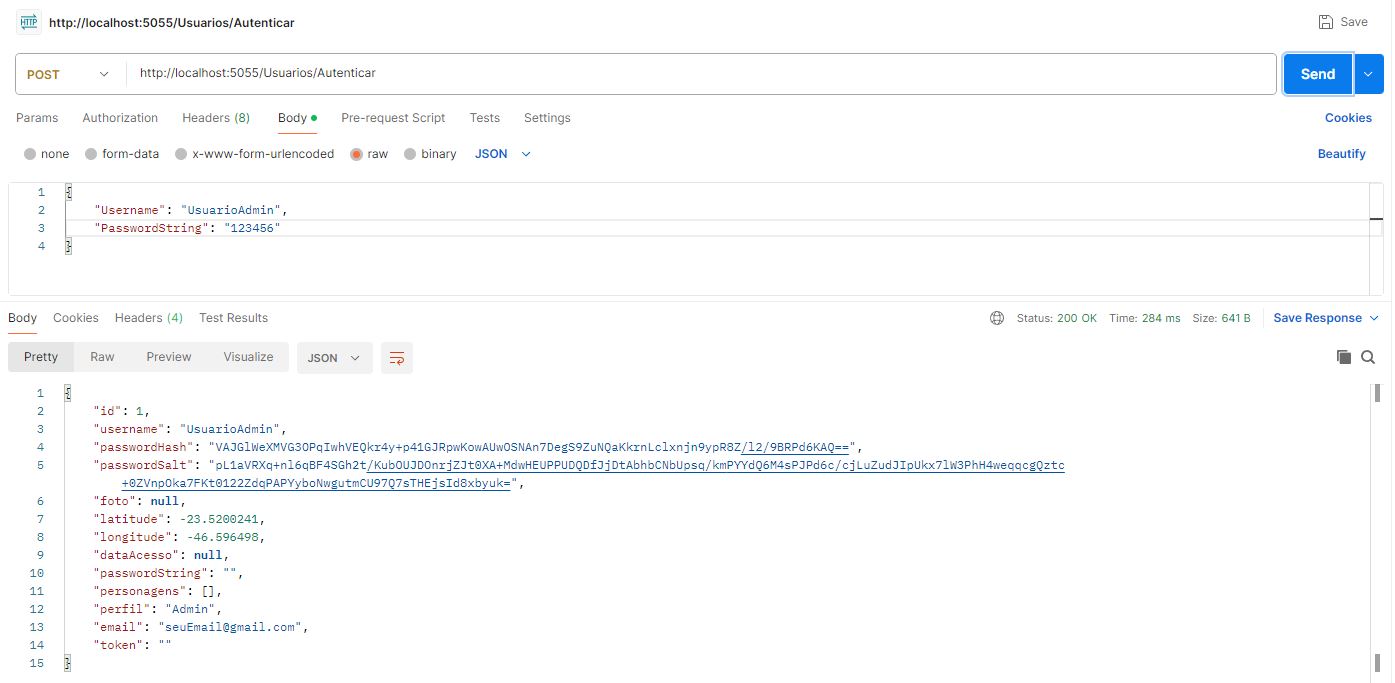 HTTP http://localhost:5055/Usuarios/Autenticar Save
POST http://localhost:5055/Usuarios/Autenticar Send
Params Authorization Headers (8) Body Pre-request Script Tests Settings Cookies
none form-data x-www-form-urlencoded raw binary JSON Beautify
1 {
2 "Username": "UsuarioAdmin",
3 "PasswordString": "123456"
4 }
Body Cookies Headers (4) Test Results Status: 200 OK Time: 284 ms Size: 641 B Save Response
Pretty Raw Preview Visualize JSON
1 {
2 "id": 1,
3 "username": "UsuarioAdmin",
4 "passwordHash": "VAJGlWeXMVG3OPqIwhVEQkr4y+p41GJRpwKowAUwOSNAn7DegS9ZuNQaKkrnLclxnjn9ypR8Z/l2/9BRPd6KAQ==",
5 "passwordSalt": "pL1aVRXq+nl6qBF4SGh2t/KubOUJDOnrjZJt0XA+MdwHEUPPUDQDfJjDtAbhbCNbUpsq/kmPYYdQ6M4sPJPd6c/cjLuZudJIpUkx7lW3PhH4weqqcgQztc
+0ZVnpOka7FKt0122ZdqPAPYyboNwgutmCU97Q7sTHEjsId8xbyuk=",
6 "foto": null,
7 "latitude": -23.5200241,
8 "longitude": -46.596498,
9 "dataAcesso": null,
10 "passwordString": "",
11 "personagens": [],
12 "perfil": "Admin",
13 "email": "seuEmail@gmail.com",
14 "token": ""
15 }